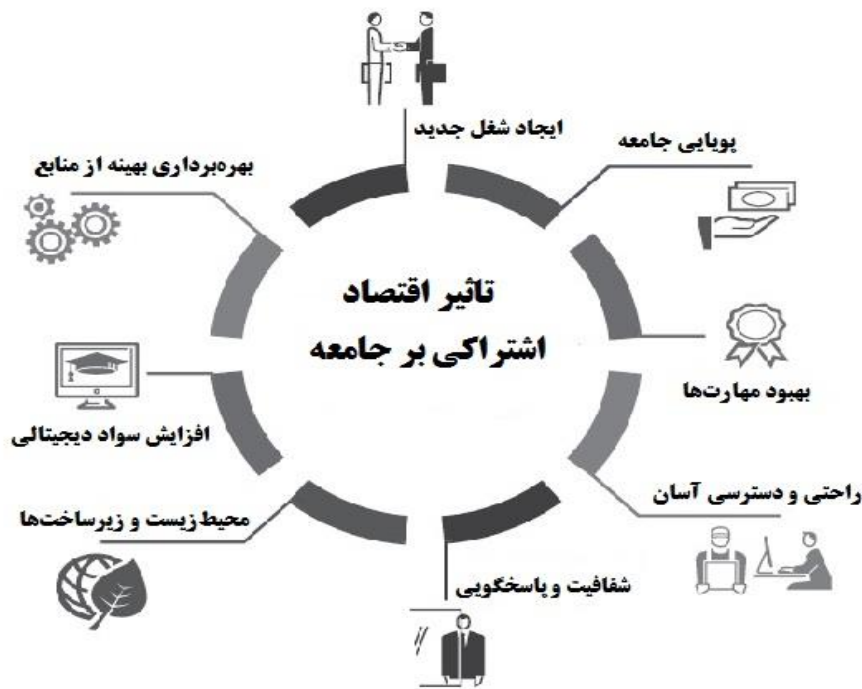 تاثیر اقتصاد
اشتراکی بر جامعه
ایجاد شغل جدید
پویایی جامعه
بهبود مهارت‌ها
راحتی و دسترسی آسان
شفافیت و پاسخگویی
محیط زیست و زیرساخت‌ها
افزایش سواد دیجیتالی
بهره‌برداری بهینه از منابع